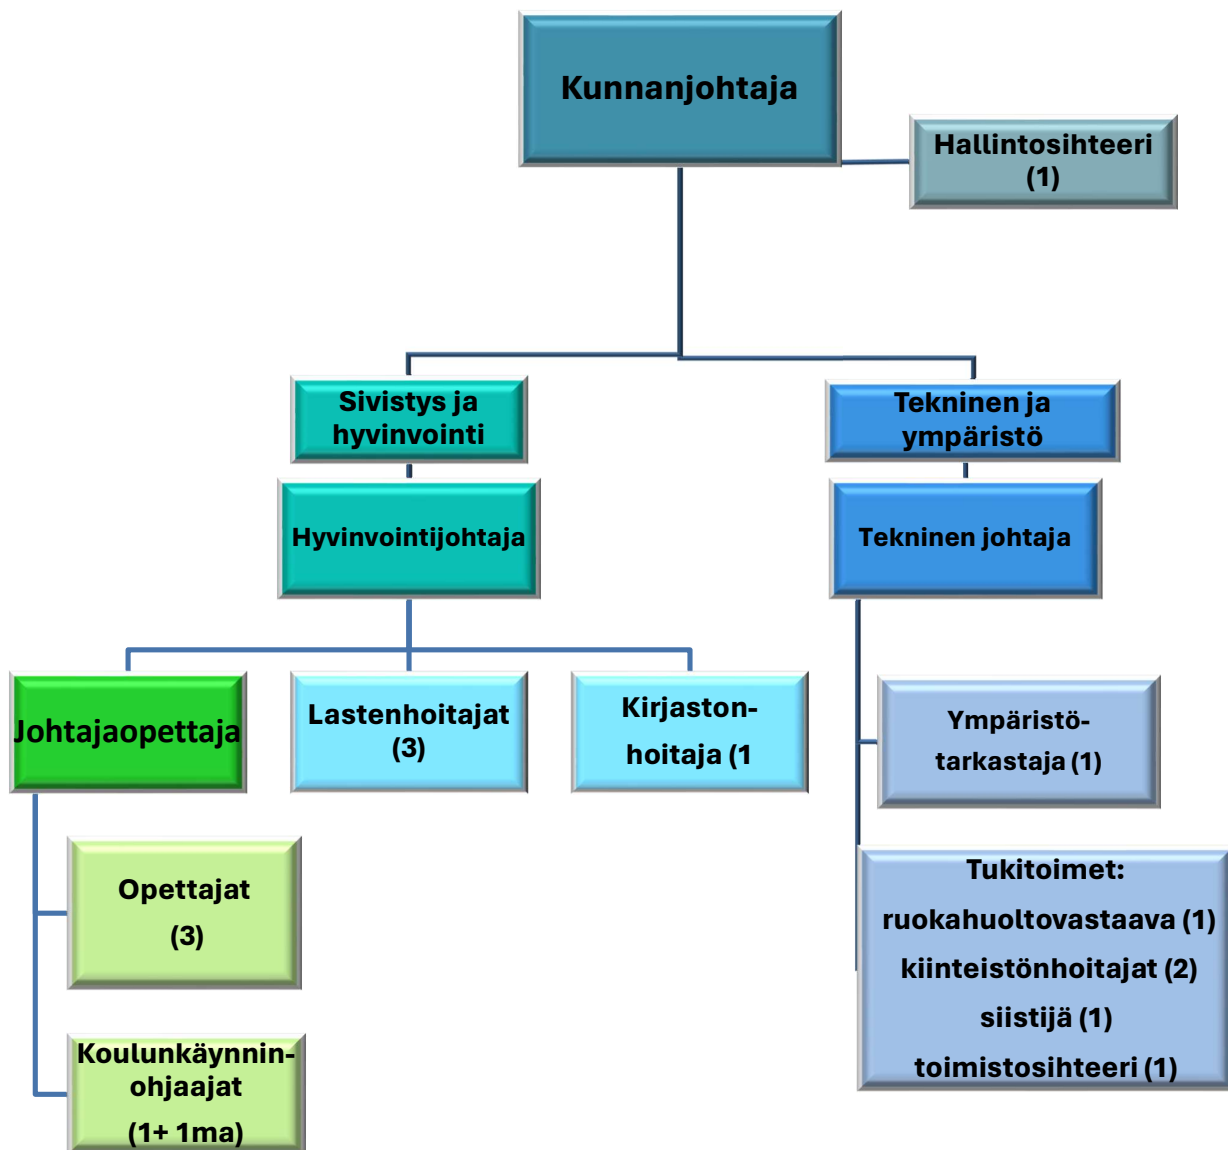 Kunnanjohtaja
Hallintosihteeri
(1)
Sivistys ja
hyvinvointi
Tekninen ja
ympäristö
Hyvinvointijohtaja
Tekninen johtaja
Johtajaopettaja
Lastenhoitajat
(3)
Kirjaston-
hoitaja (1
Ympäristö-
tarkastaja (1)
Opettajat
(3)
Koulunkäynnin-
ohjaajat
(1+ 1ma)
Tukitoimet:
ruokahuoltovastaava (1)
kiinteistönhoitajat (2)
siistijä (1)
toimistosihteeri (1)